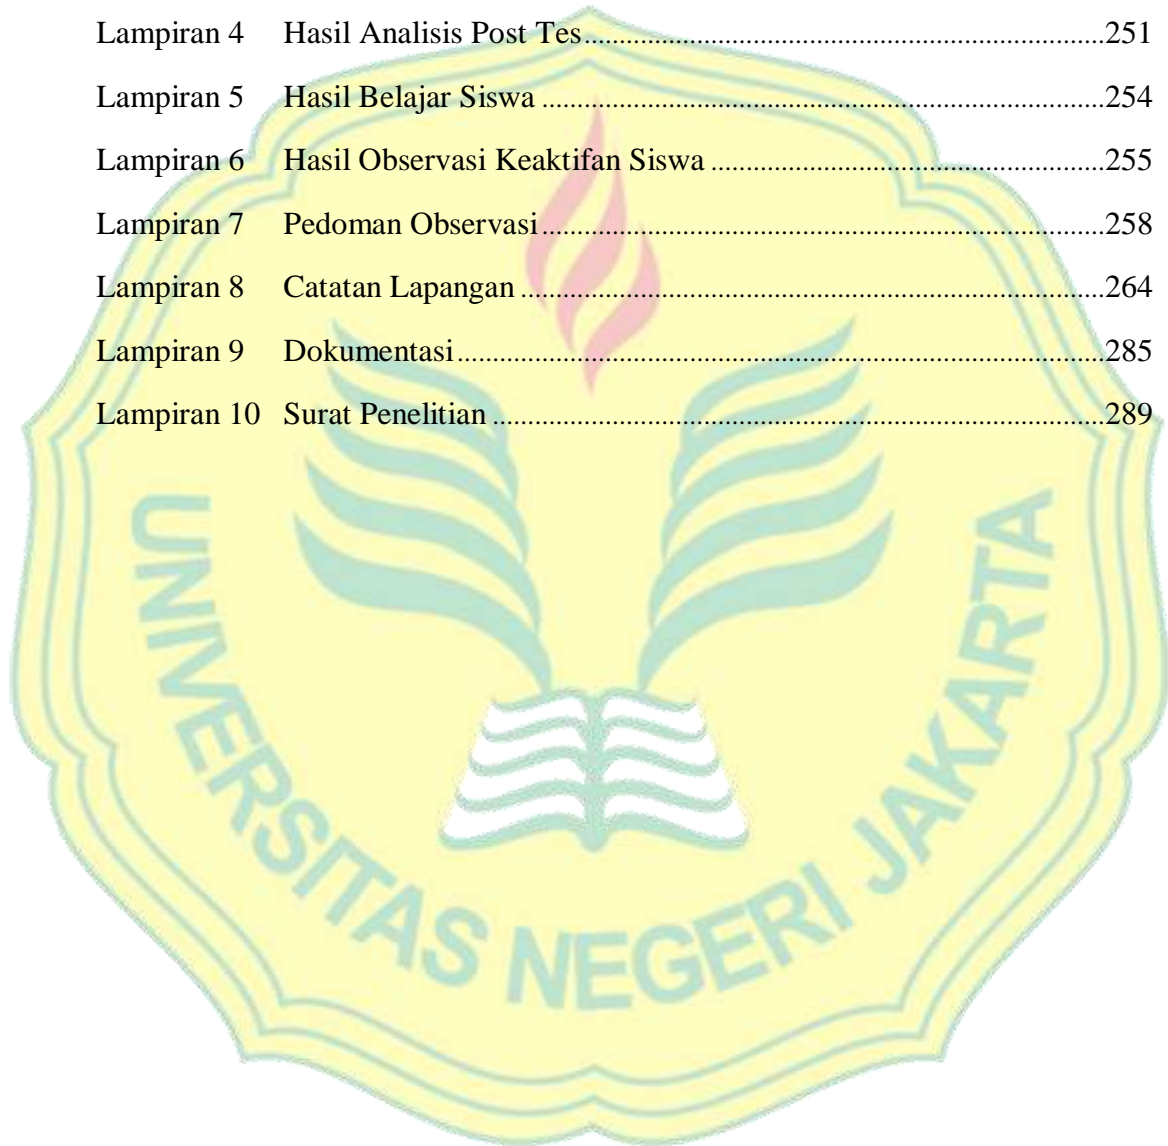 Lampiran 4 Hasil Analisis Post Tes.....................................................................251
Lampiran 5 Hasil Belajar Siswa ..........................................................................254
Lampiran 6 Hasil Observasi Keaktifan Siswa ....................................................255
Lampiran 7 Pedoman Observasi..........................................................................258
Lampiran 8 Catatan Lapangan .............................................................................264
Lampiran 9 Dokumentasi.....................................................................................285
Lampiran 10 Surat Penelitian ................................................................................289
UNIVERSITAS NEGERI JAKARTA